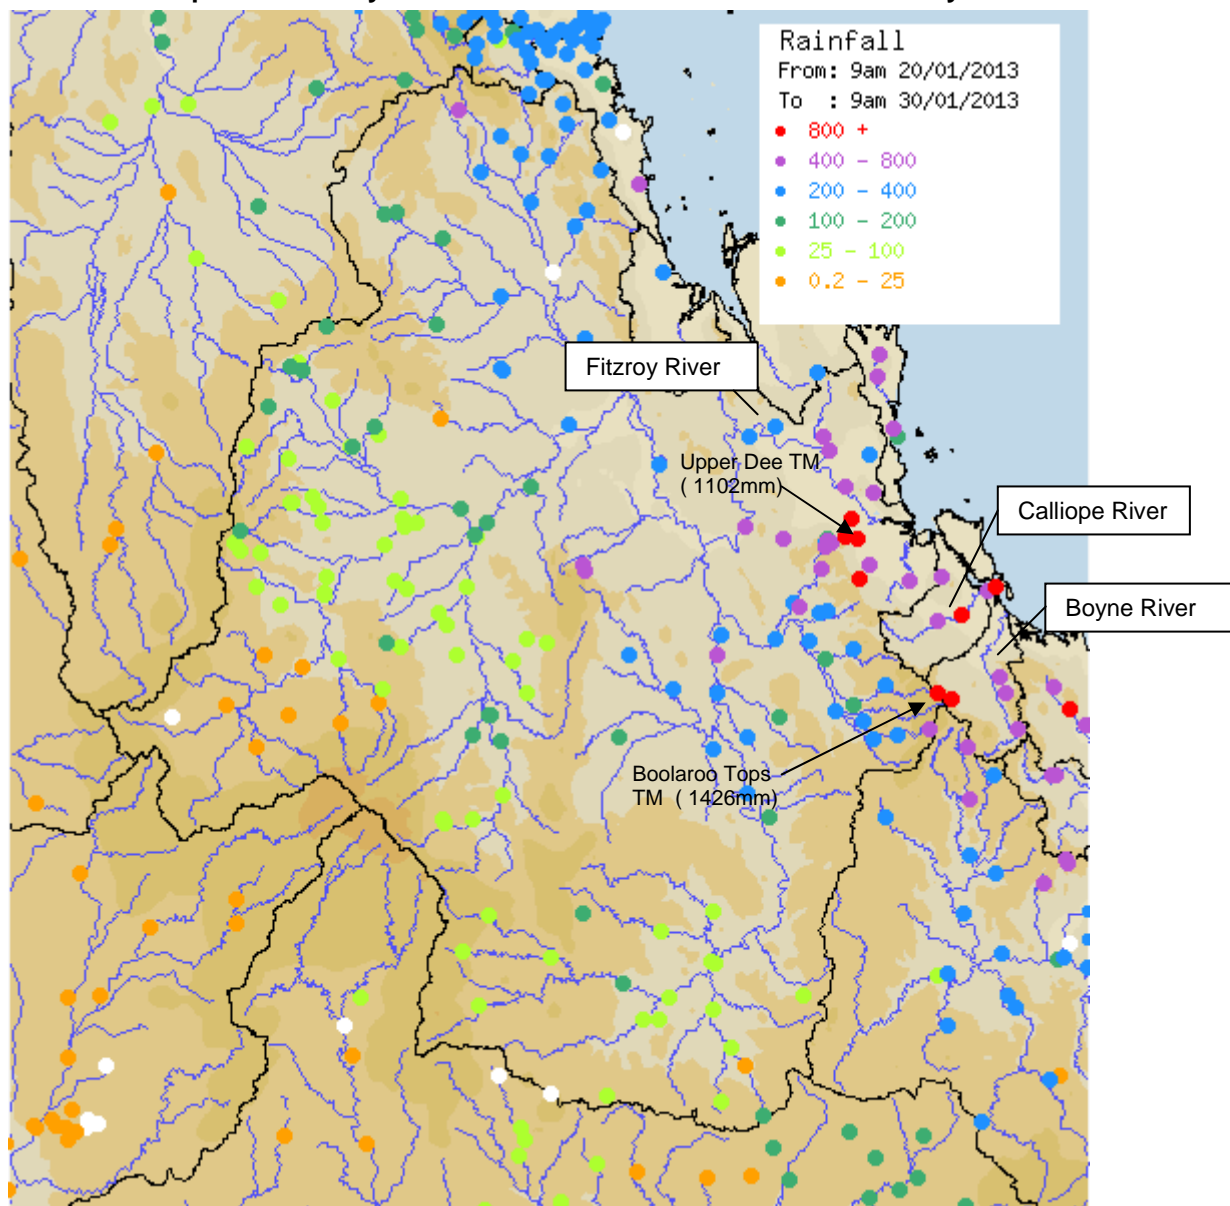 Rainfall
From: 9am 20/01/2013
To : 9am 30/01/2013
800 +
400 - 800
200 - 400
100 - 200
25 - 100
0.2 - 25
Fitzroy River
Upper Dee TM
( 1102mm)
Calliope River
Boyne River
Boolaroo Tops
TM ( 1426mm)